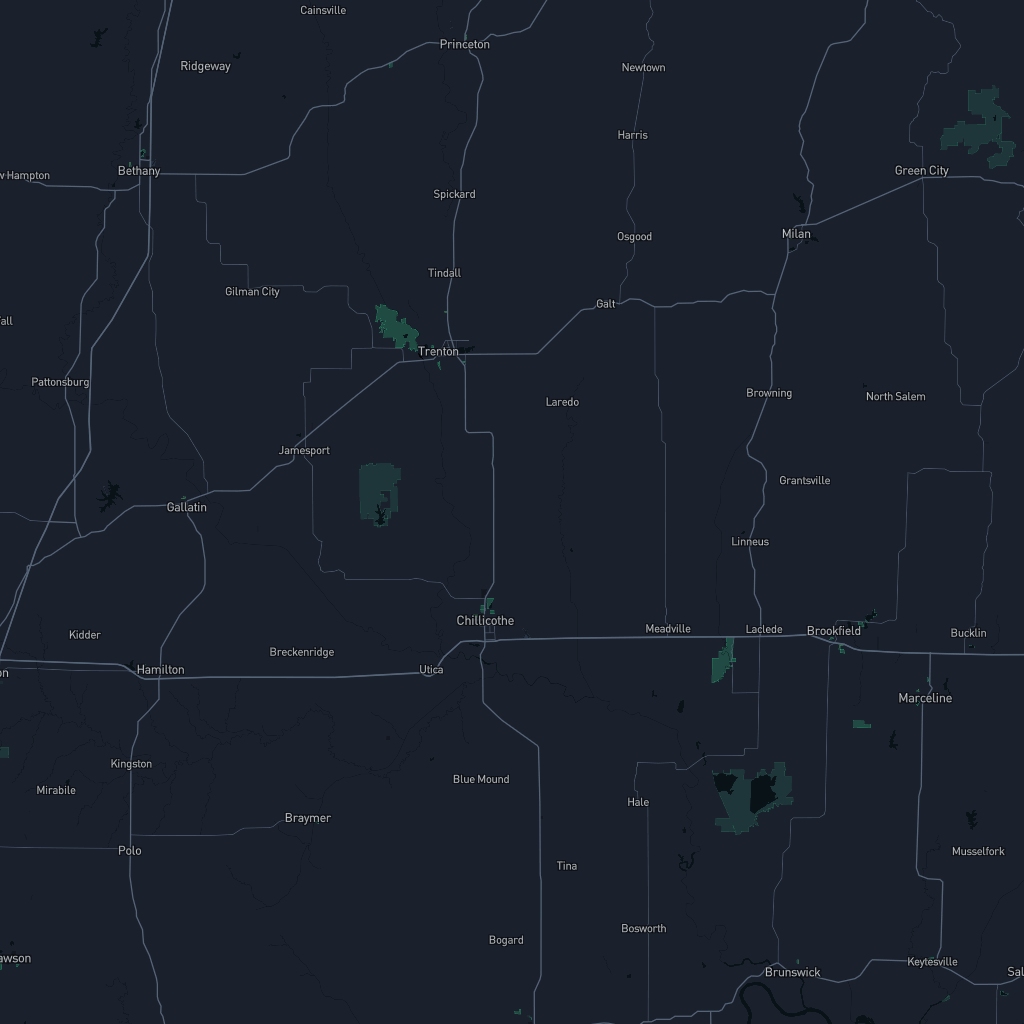 Cainsville
Princeton
Ridgeway
Newtown
Harris
Bethany
w Hampton
Green City
Spickard
Osgood
Milan
Tindall
Gilman City
Galt
all
Trenton
Pattonsburg
Laredo
Browning
North Salem
Jamesport
Grantsville
Gallatin
Linneus
Chillicothe
Kidder
Meadville
Laclede
Brookfield
Bucklin
Breckenridge
on
Hamilton
Utica
Marceline
Kingston
Blue Mound
Mirabile
Hale
Braymer
Polo
Musselfork
Tina
Bosworth
Bogard
awson
Keytesville
Brunswick
Sal